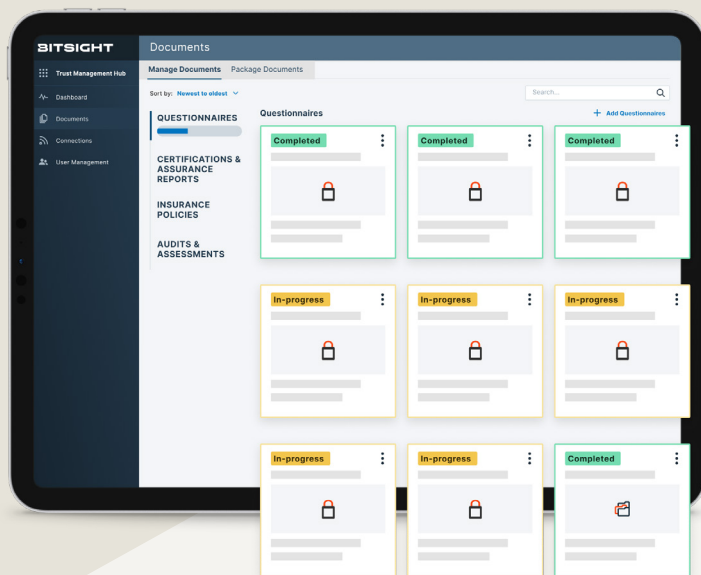 BITSIGHT
Documents
Trust Management Hub
Manage Documents Package Documents
Dashboard
Sort by: Newest to oldest
Search...
Documents
QUESTIONNAIRES
Questionnaires
+ Add Questionnaires
Connections
User Management
Completed
Completed
Completed
CERTIFICATIONS &
ASSURANCE
REPORTS
INSURANCE
POLICIES
AUDITS &
ASSESSMENTS
In-progress
In-progress
In-progress
In-progress
In-progress
Completed